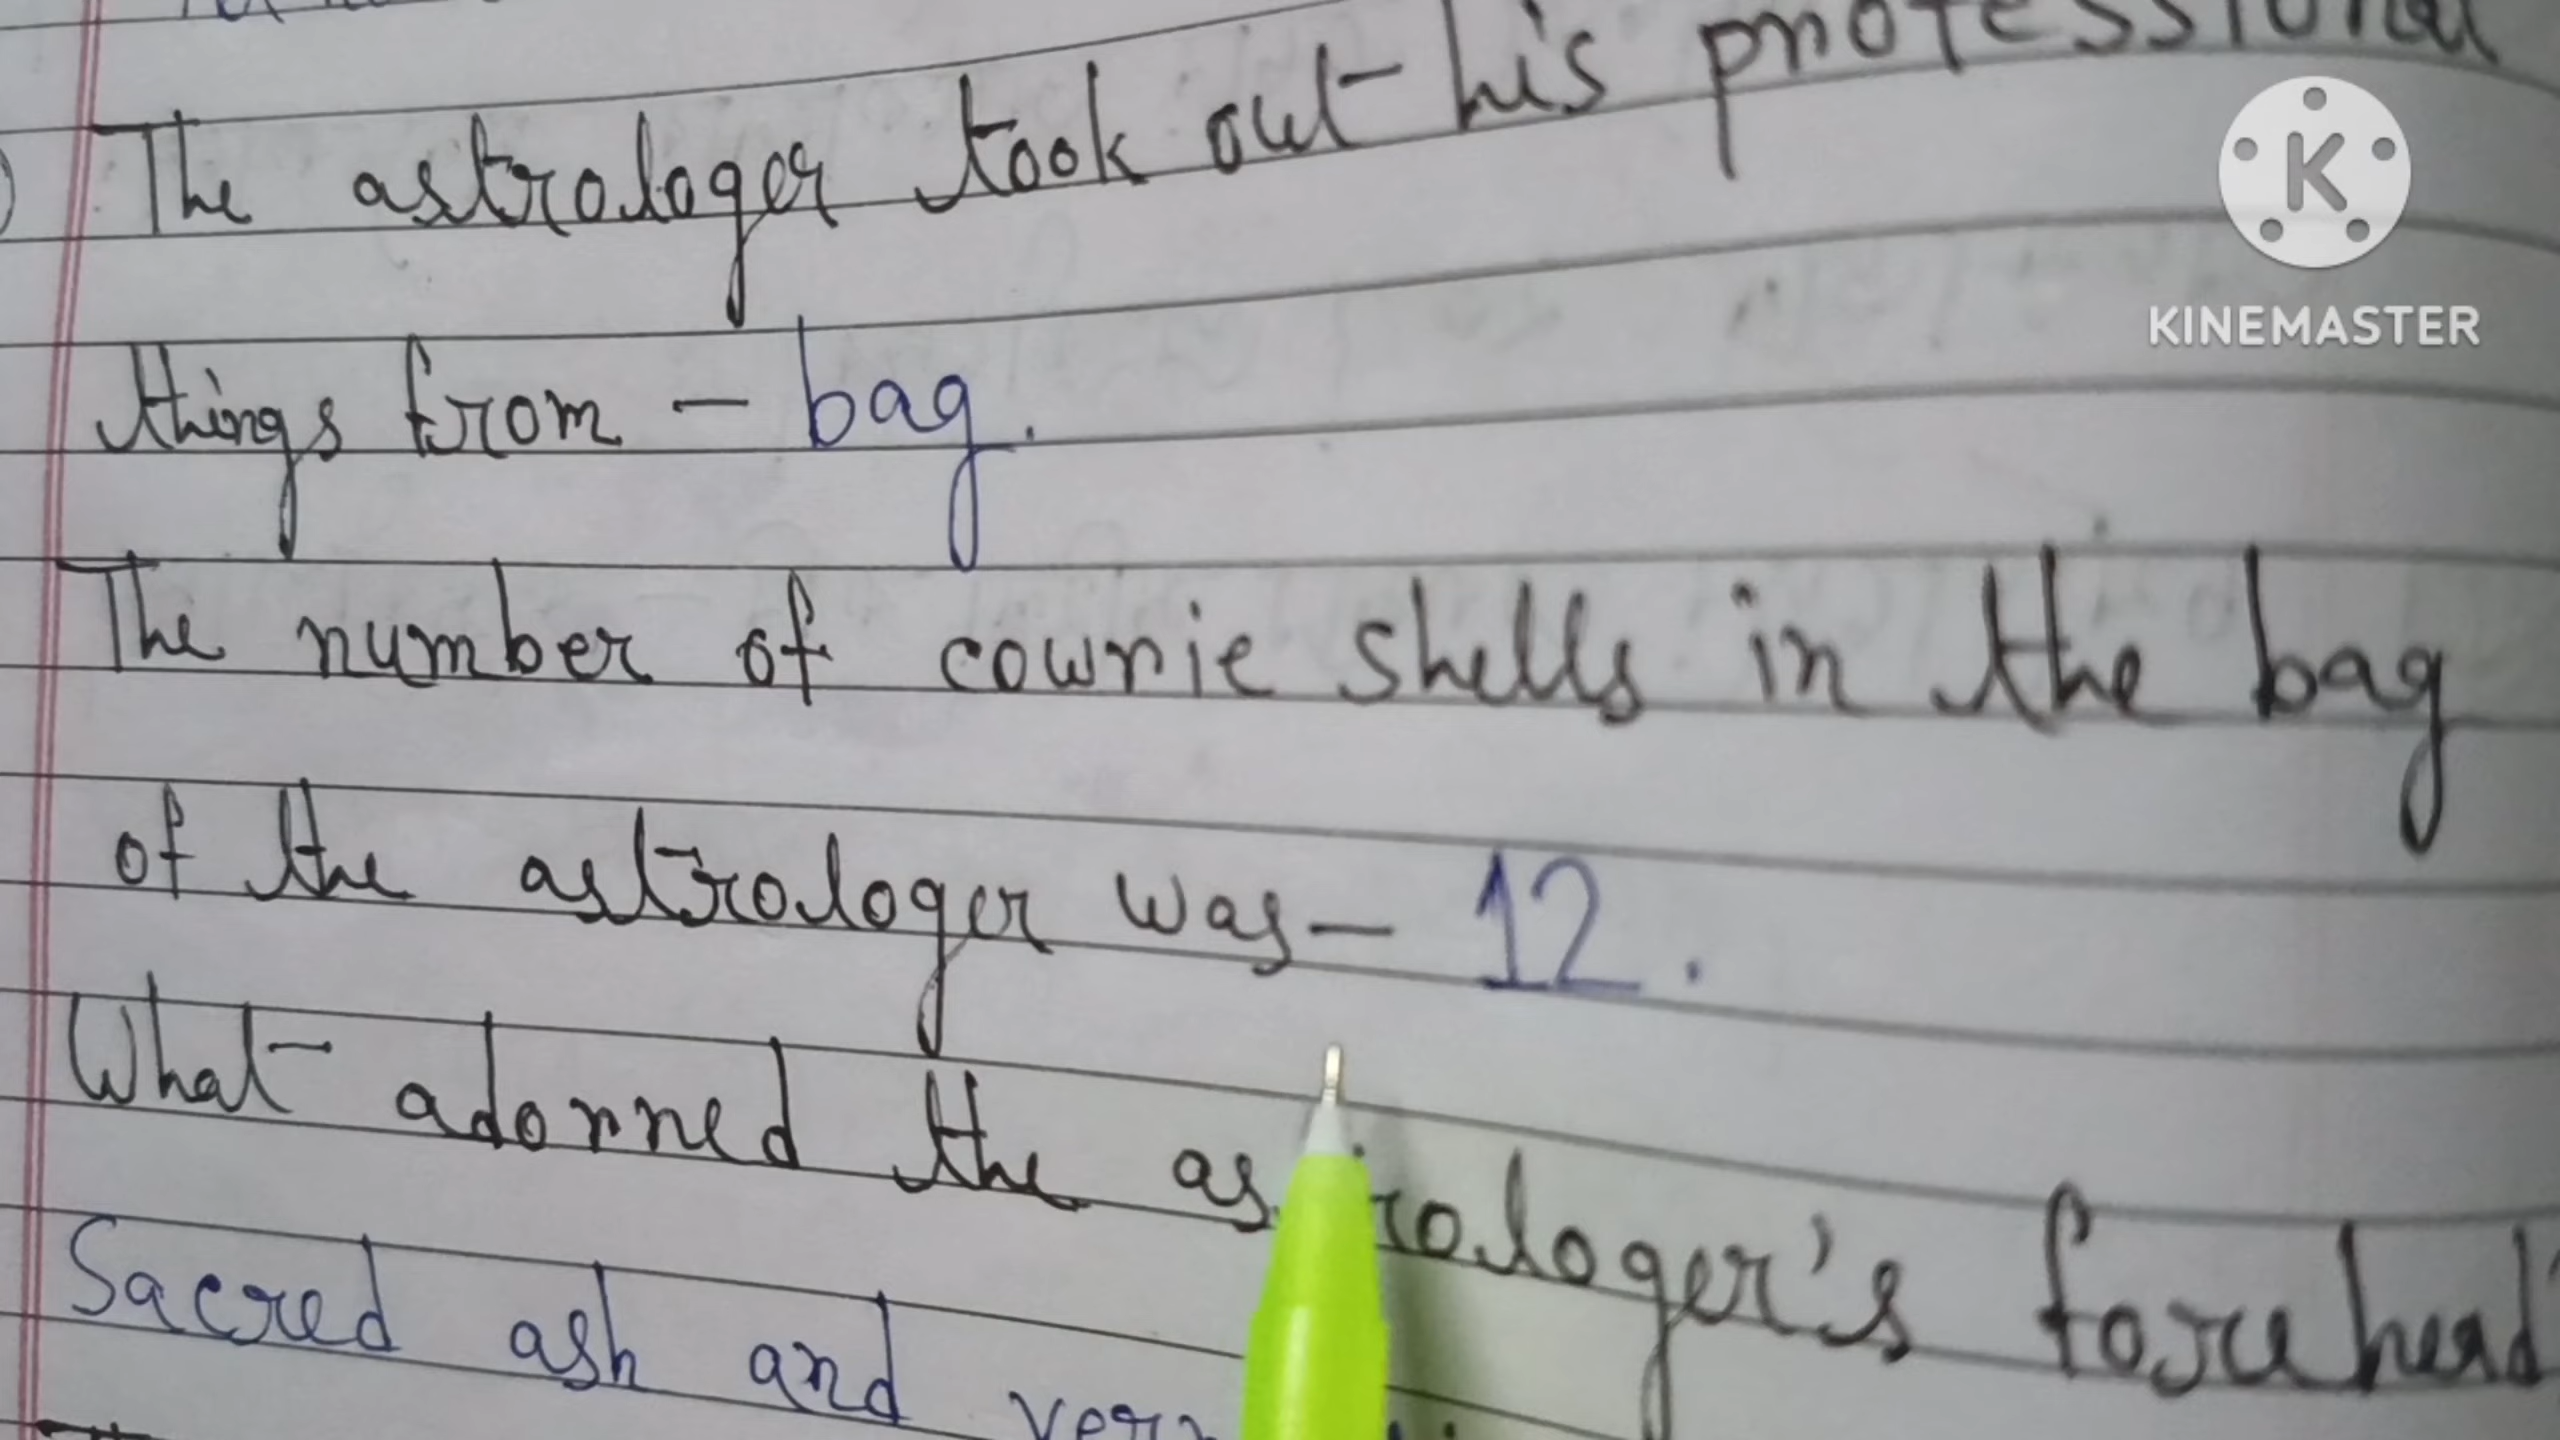 The astrologer took out his professional
things from - bag.
The number of cowrie shells in the bag
of the astrologer was - 12.
What adorned the astrologer's forehead
Sacred ash and
K
KINEMASTER